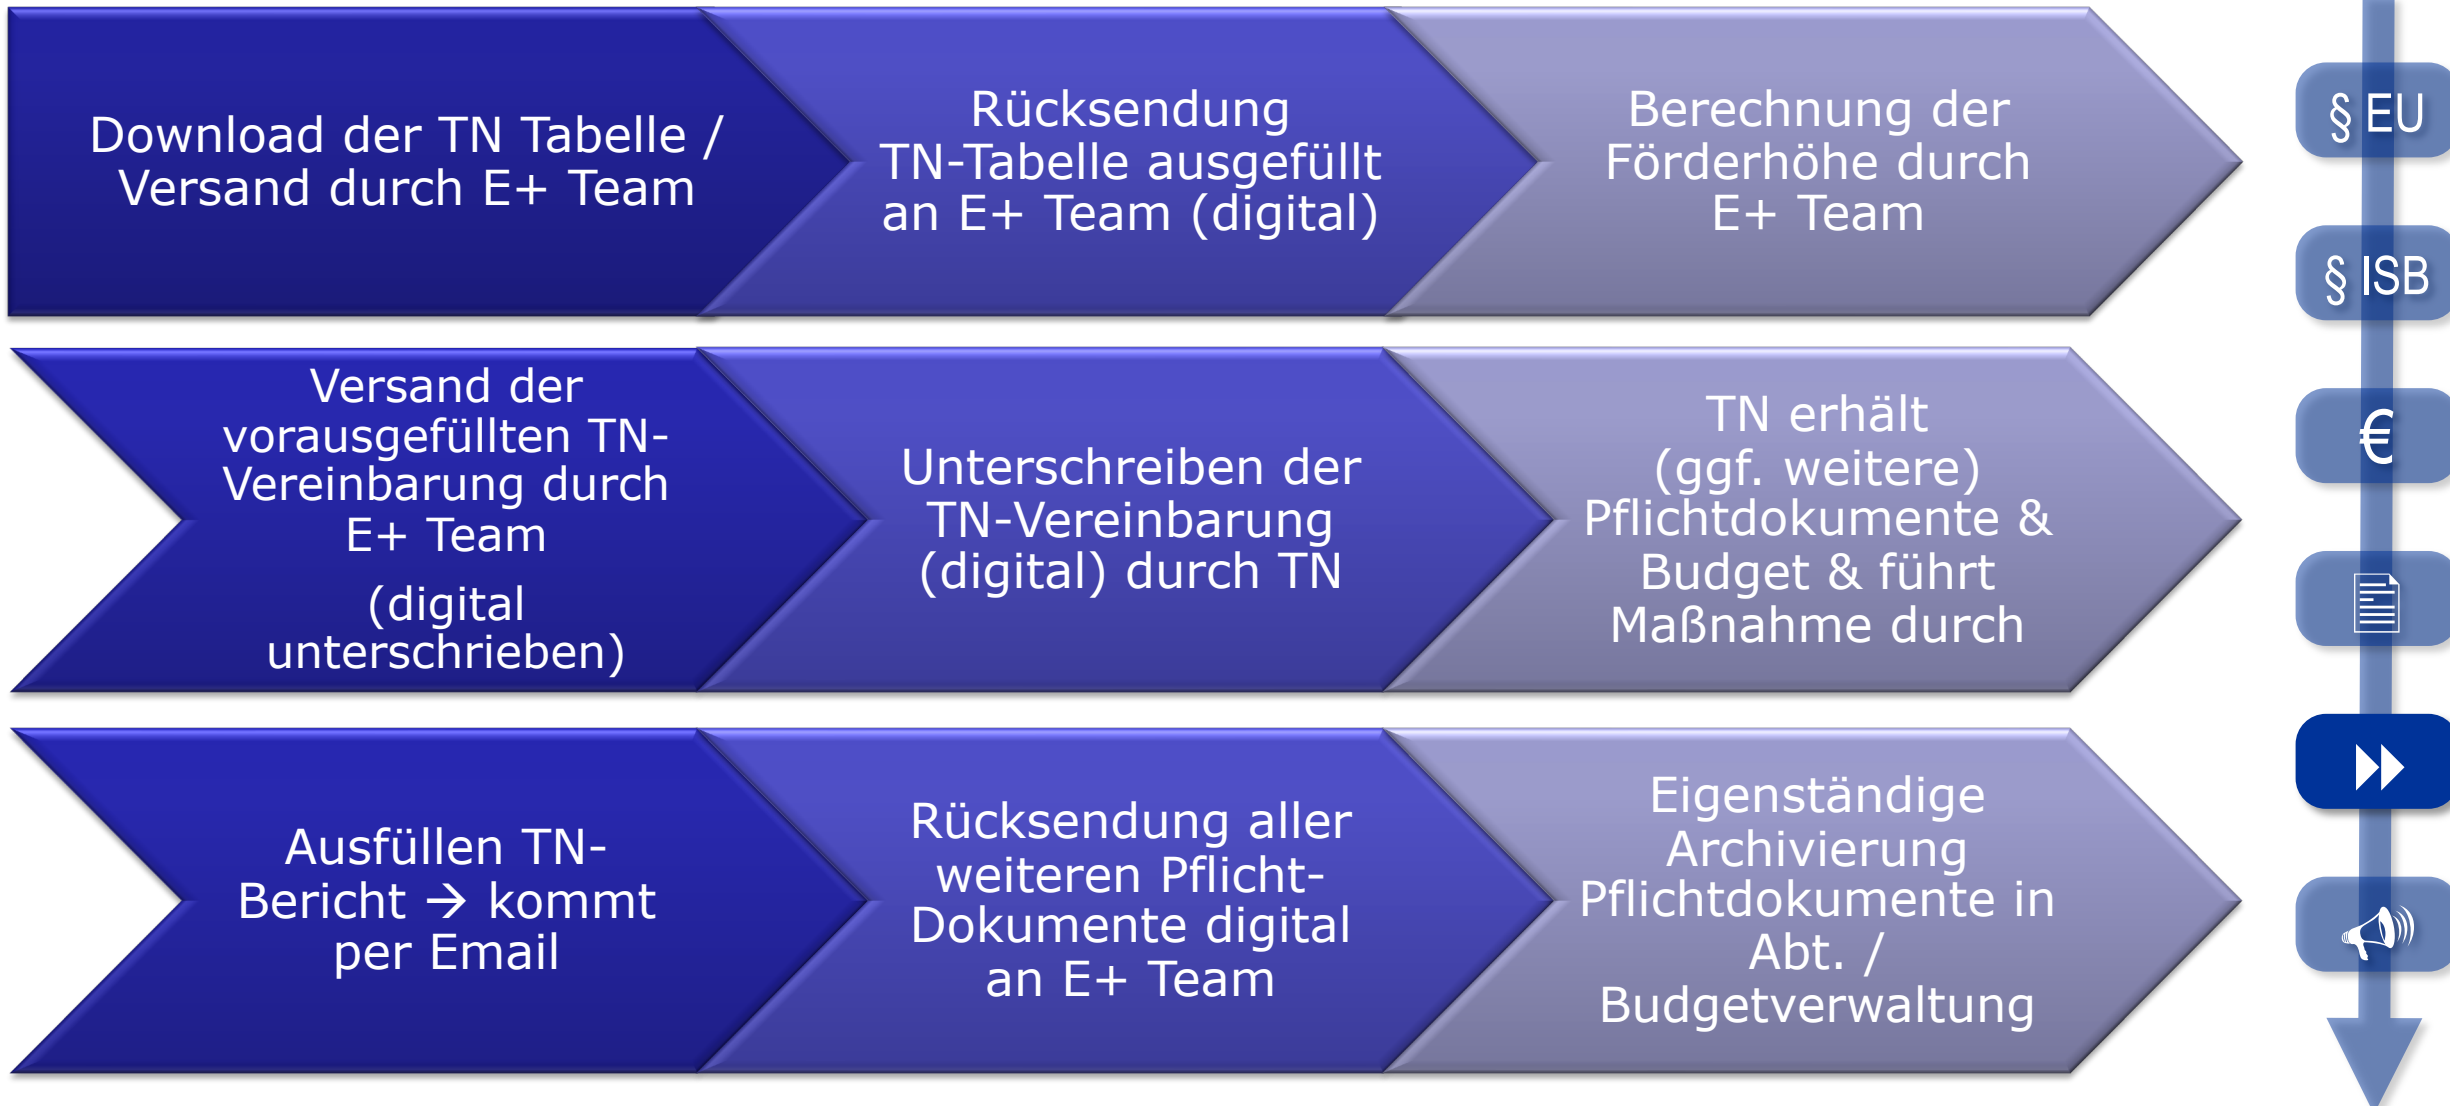 Download der TN Tabelle /
Versand durch E+ Team
Rücksendung
TN-Tabelle ausgefüllt
an E+ Team (digital)
Berechnung der
Förderhöhe durch
E+ Team
Versand der
vorausgefüllten TN-
Vereinbarung durch
E+ Team
(digital
unterschrieben)
Unterschreiben der
TN-Vereinbarung
(digital) durch TN
TN erhält
(ggf. weitere)
Pflichtdokumente &
Budget & führt
Maßnahme durch
Ausfüllen TN-
Bericht → kommt
per Email
Rücksendung aller
weiteren Pflicht-
Dokumente digital
an E+ Team
Eigenständige
Archivierung
Pflichtdokumente in
Abt. /
Budgetverwaltung
§ EU
§ ISB
€